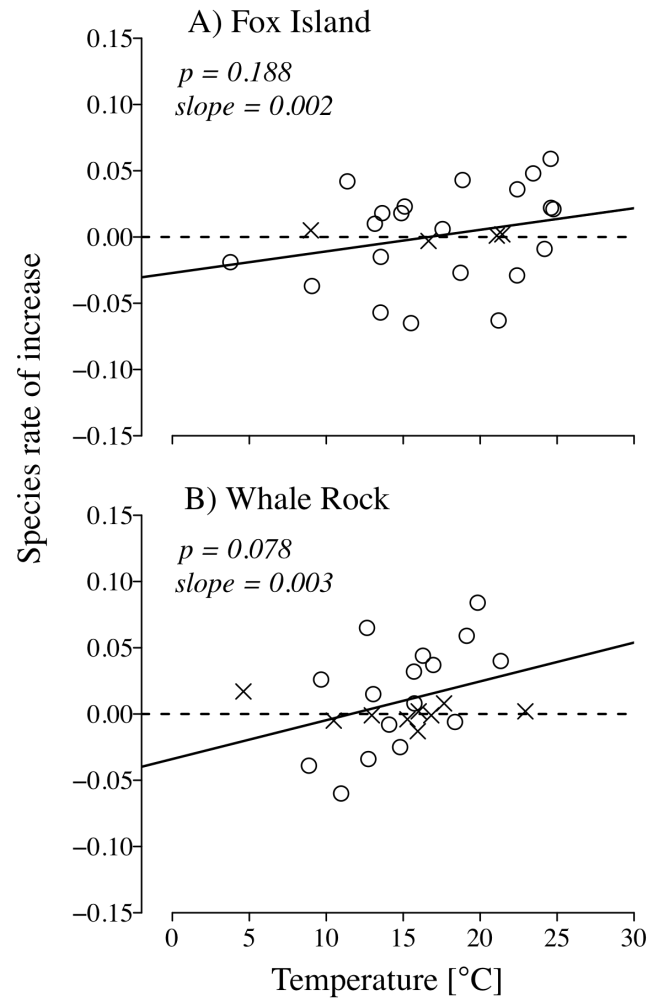 A) Fox Island
p = 0.188
slope = 0.002
0.15
0.10
0.05
0.00
−0.05
−0.10
−0.15
Species rate of increase
B) Whale Rock
p = 0.078
slope = 0.003
0.15
0.10
0.05
0.00
−0.05
−0.10
−0.15
0 5 10 15 20 25 30
Temperature [°C]